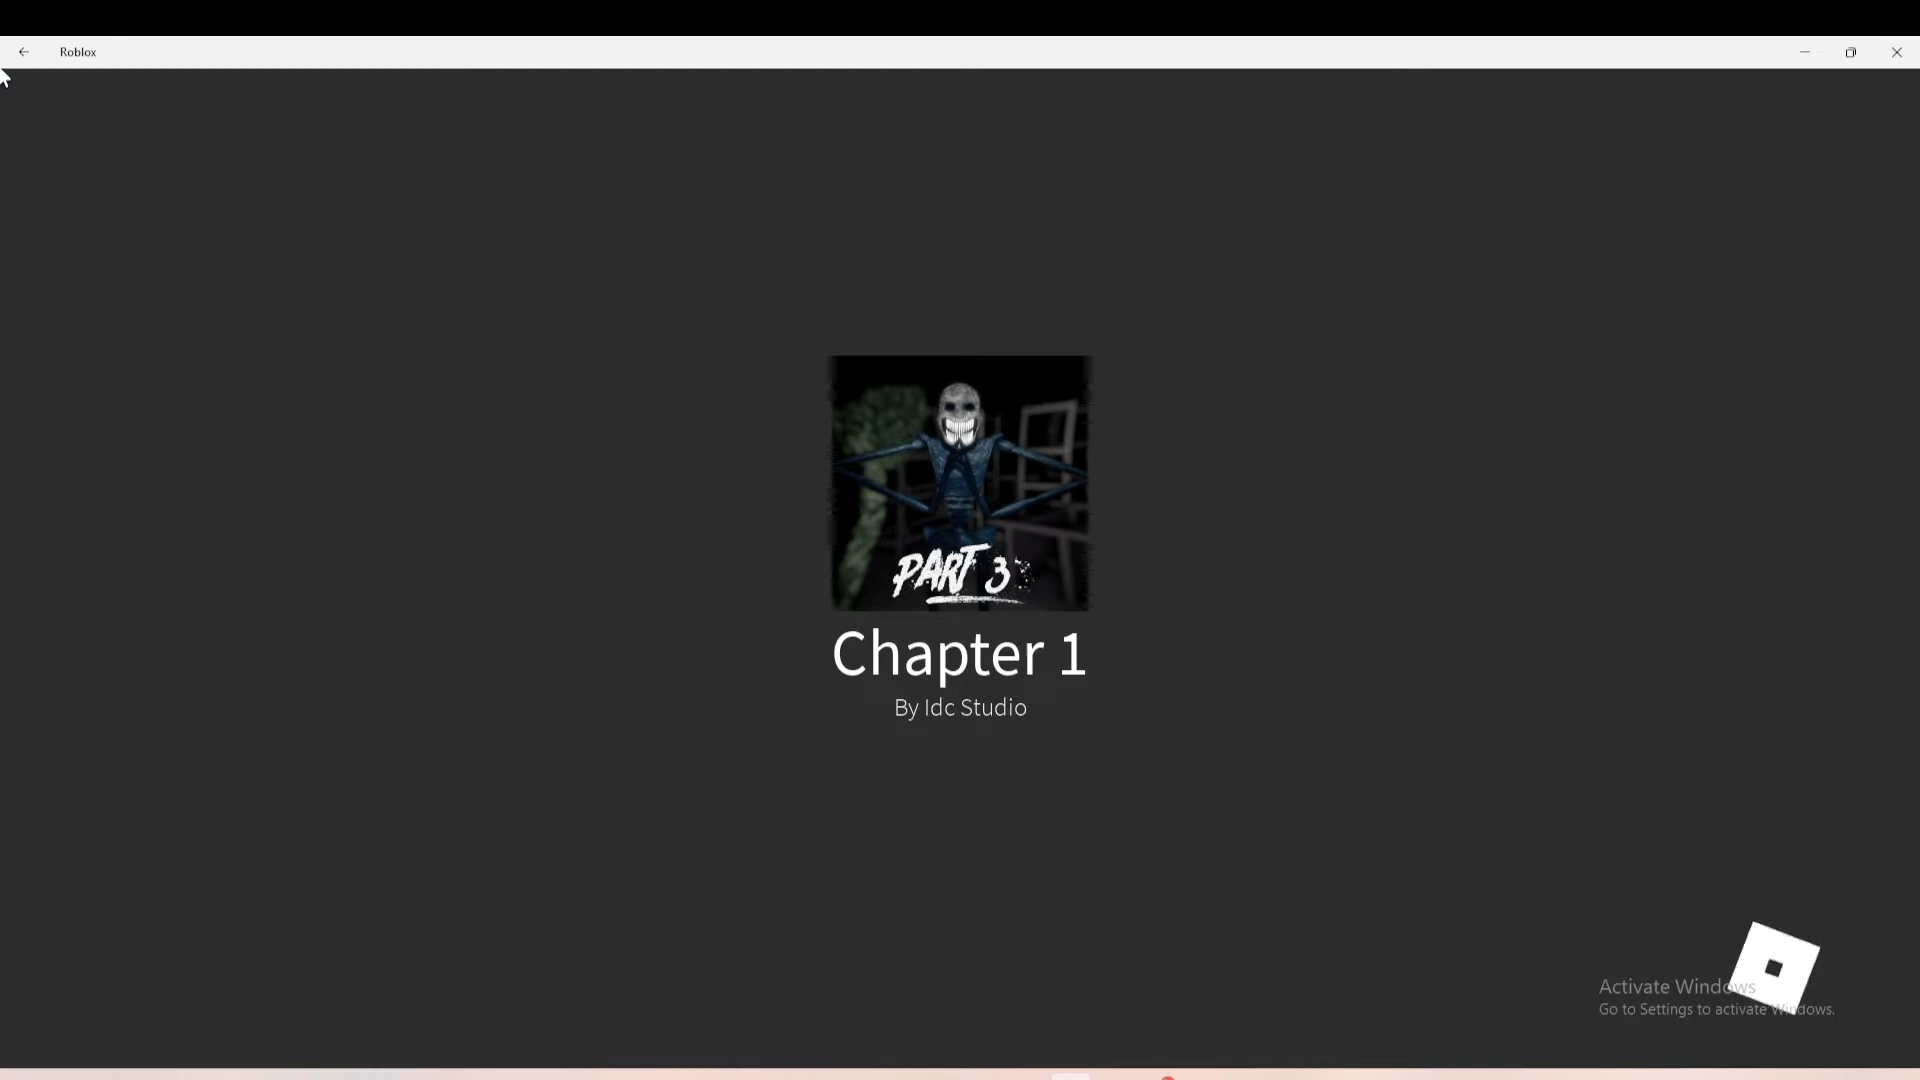 Roblox
PART 3
Chapter 1
By Idc Studio
Activate Windows
Go to Settings to activate Windows.